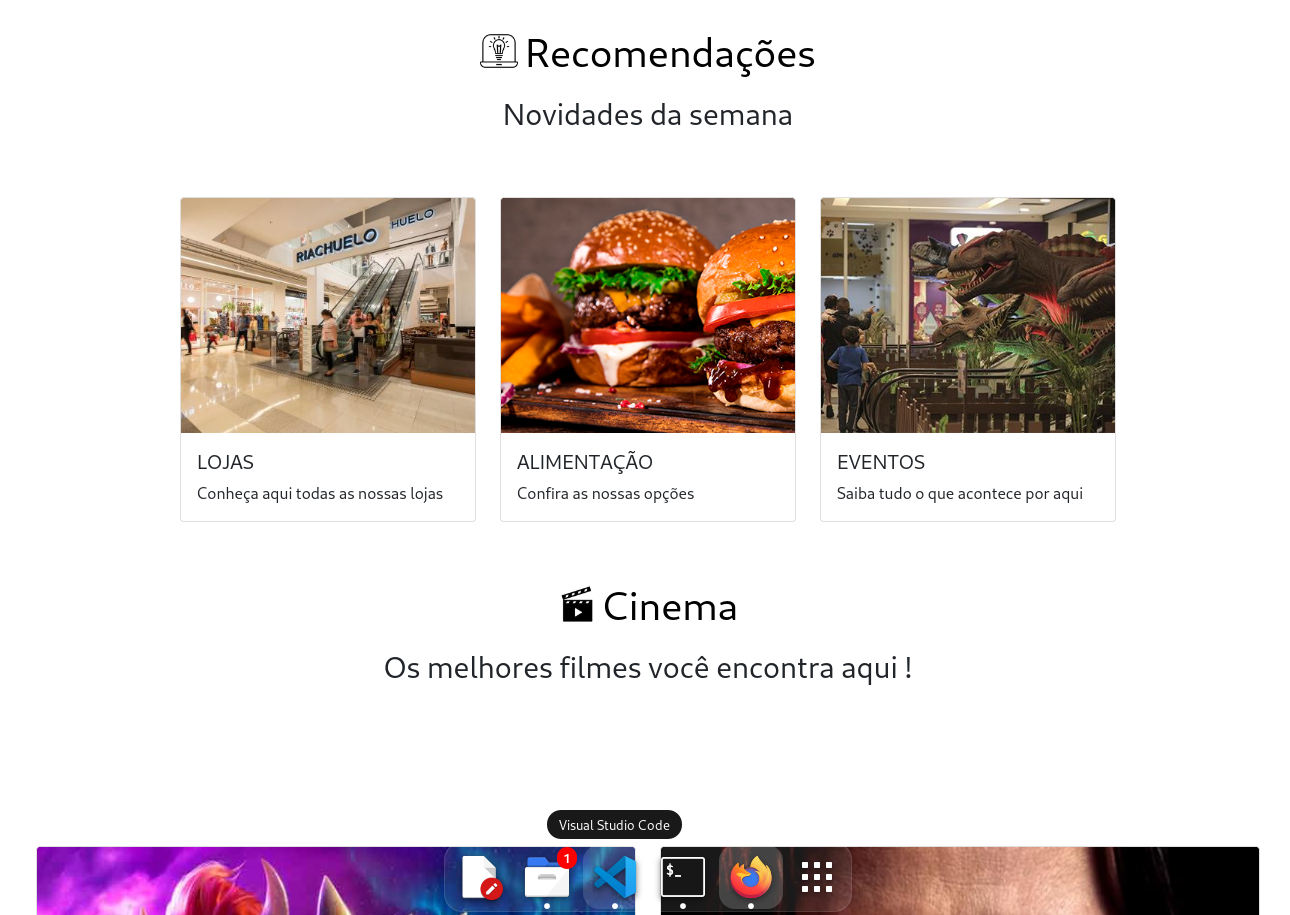 Recomendações
Novidades da semana
RIACHUELO
HUELO
LOJAS
Conheça aqui todas as nossas lojas
ALIMENTAÇÃO
Confira as nossas opções
EVENTOS
Saiba tudo o que acontece por aqui
Cinema
Os melhores filmes você encontra aqui !
Visual Studio Code
1
$_